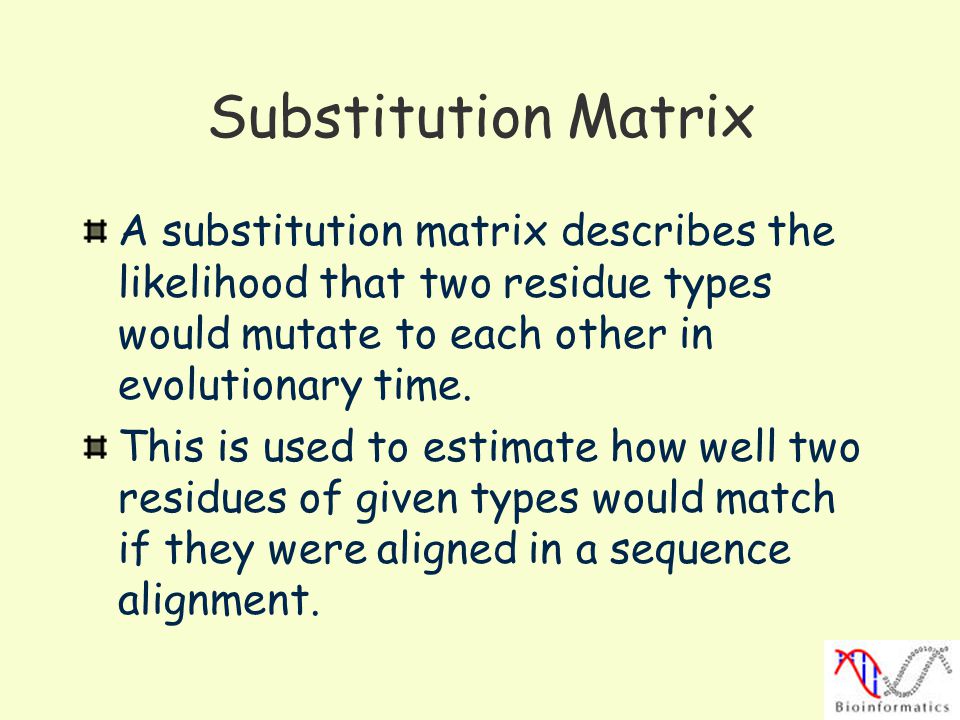 Substitution Matrix
A substitution matrix describes the
likelihood that two residue types
would mutate to each other in
evolutionary time.
This is used to estimate how well two
residues of given types would match
if they were aligned in a sequence
alignment.
Bioinformatics